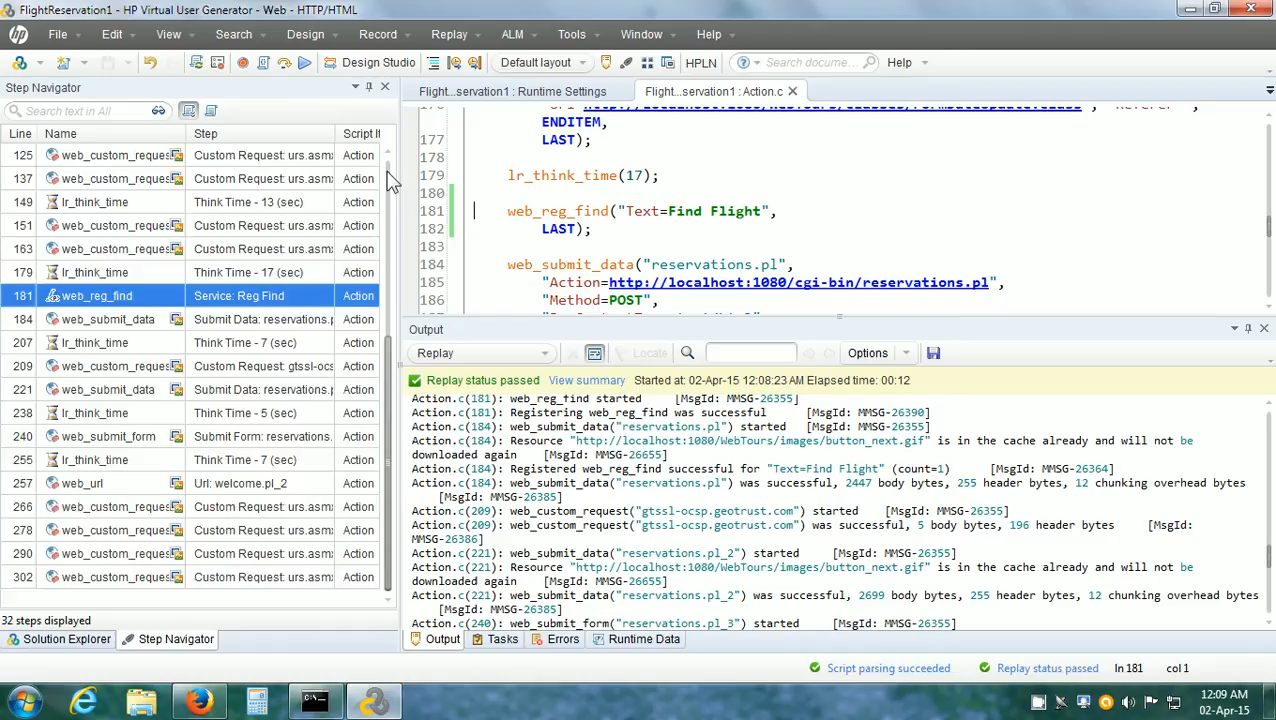 FlightReservation1 - HP Virtual User Generator - Web - HTTP/HTML
File Edit View Search Design Record Replay ALM Tools Window Help
Design Studio Default layout HPLN Search docume... Help
Step Navigator
Search text in All
Line Name Step Script It
125 web_custom_reques Custom Request: urs.asmx Action
137 web_custom_reques Custom Request: urs.asmx Action
149 lr_think_time Think Time - 13 (sec) Action
151 web_custom_reques Custom Request: urs.asmx Action
163 web_custom_reques Custom Request: urs.asmx Action
179 lr_think_time Think Time - 17 (sec) Action
181 web_reg_find Service: Reg Find Action
184 web_submit_data Submit Data: reservations.p Action
207 lr_think_time Think Time - 7 (sec) Action
209 web_custom_reques Custom Request: gtssl-ocs Action
221 web_submit_data Submit Data: reservations.p Action
238 lr_think_time Think Time - 5 (sec) Action
240 web_submit_form Submit Form: reservations. Action
255 lr_think_time Think Time - 7 (sec) Action
257 web_url Url: welcome.pl_2 Action
266 web_custom_reques Custom Request: urs.asmx Action
278 web_custom_reques Custom Request: urs.asmx Action
290 web_custom_reques Custom Request: urs.asmx Action
302 web_custom_reques Custom Request: urs.asmx Action
32 steps displayed
Solution Explorer Step Navigator
Flight...servation1 : Runtime Settings Flight...servation1 : Action.c
ENDITEM,
177 LAST);
178
179 lr_think_time(17);
180
181 web_reg_find("Text=Find Flight",
182 LAST);
183
184 web_submit_data("reservations.pl",
185 "Action=http://localhost:1080/cgi-bin/reservations.pl",
186 "Method=POST",
Output
Replay Locate Options
Replay status passed View summary Started at: 02-Apr-15 12:08:23 AM Elapsed time: 00:12
Action.c(181): web_reg_find started [MsgId: MMSG-26355]
Action.c(181): Registering web_reg_find was successful [MsgId: MMSG-26390]
Action.c(184): web_submit_data("reservations.pl") started [MsgId: MMSG-26355]
Action.c(184): Resource "http://localhost:1080/WebTours/images/button_next.gif" is in the cache already and will not be
downloaded again [MsgId: MMSG-26655]
Action.c(184): Registered web_reg_find successful for "Text=Find Flight" (count=1) [MsgId: MMSG-26364]
Action.c(184): web_submit_data("reservations.pl") was successful, 2447 body bytes, 255 header bytes, 12 chunking overhead bytes
[MsgId: MMSG-26385]
Action.c(209): web_custom_request("gtssl-ocsp.geotrust.com") started [MsgId: MMSG-26355]
Action.c(209): web_custom_request("gtssl-ocsp.geotrust.com") was successful, 5 body bytes, 196 header bytes [MsgId:
MMSG-26386]
Action.c(221): web_submit_data("reservations.pl_2") started [MsgId: MMSG-26355]
Action.c(221): Resource "http://localhost:1080/WebTours/images/button_next.gif" is in the cache already and will not be
downloaded again [MsgId: MMSG-26655]
Action.c(221): web_submit_data("reservations.pl_2") was successful, 2699 body bytes, 255 header bytes, 12 chunking overhead bytes
[MsgId: MMSG-26385]
Action.c(240): web_submit_form("reservations.pl_3") started [MsgId: MMSG-26355]
Output Tasks Errors Runtime Data
Script parsing succeeded Replay status passed ln 181 col 1
12:09 AM
02-Apr-15